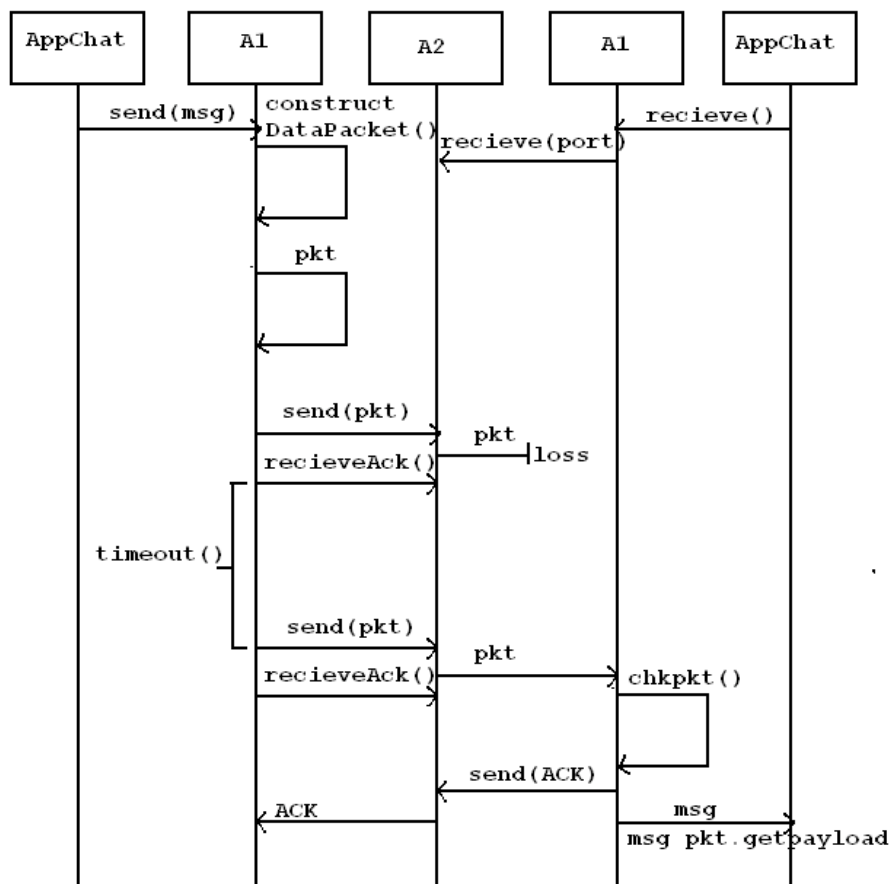 AppChat
A1
A2
A1
AppChat
send(msg)
construct
DataPacket()
recieve()
recieve(port)
pkt
send(pkt)
pkt
loss
recieveAck()
timeout()
send(pkt)
pkt
recieveAck()
chkpkt()
send(ACK)
ACK
msg
msg pkt.getpayload